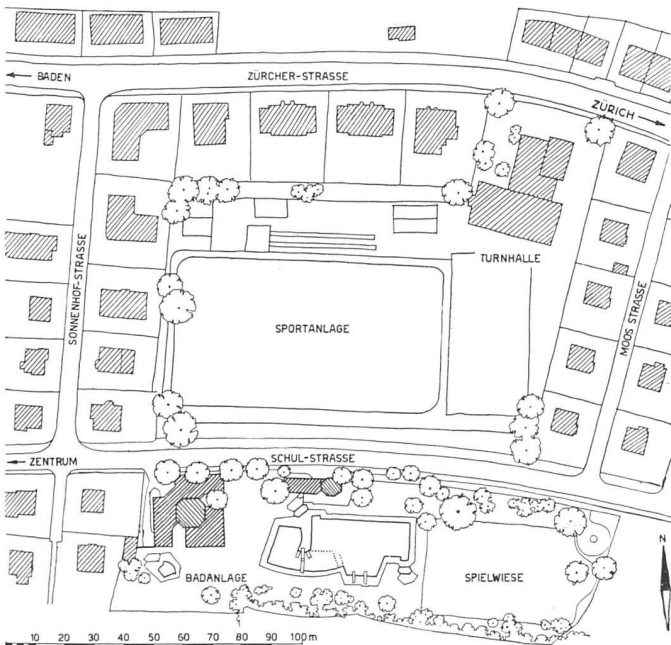 ← BADEN
ZÜRCHER-STRASSE
ZÜRICH →
SONNENHOF-STRASSE
TURNHALLE
MOOS STRASSE
SPORTANLAGE
SCHUL-STRASSE
← ZENTRUM
N
BADANLAGE
SPIELWIESE
10 20 30 40 50 60 70 80 90 100 m